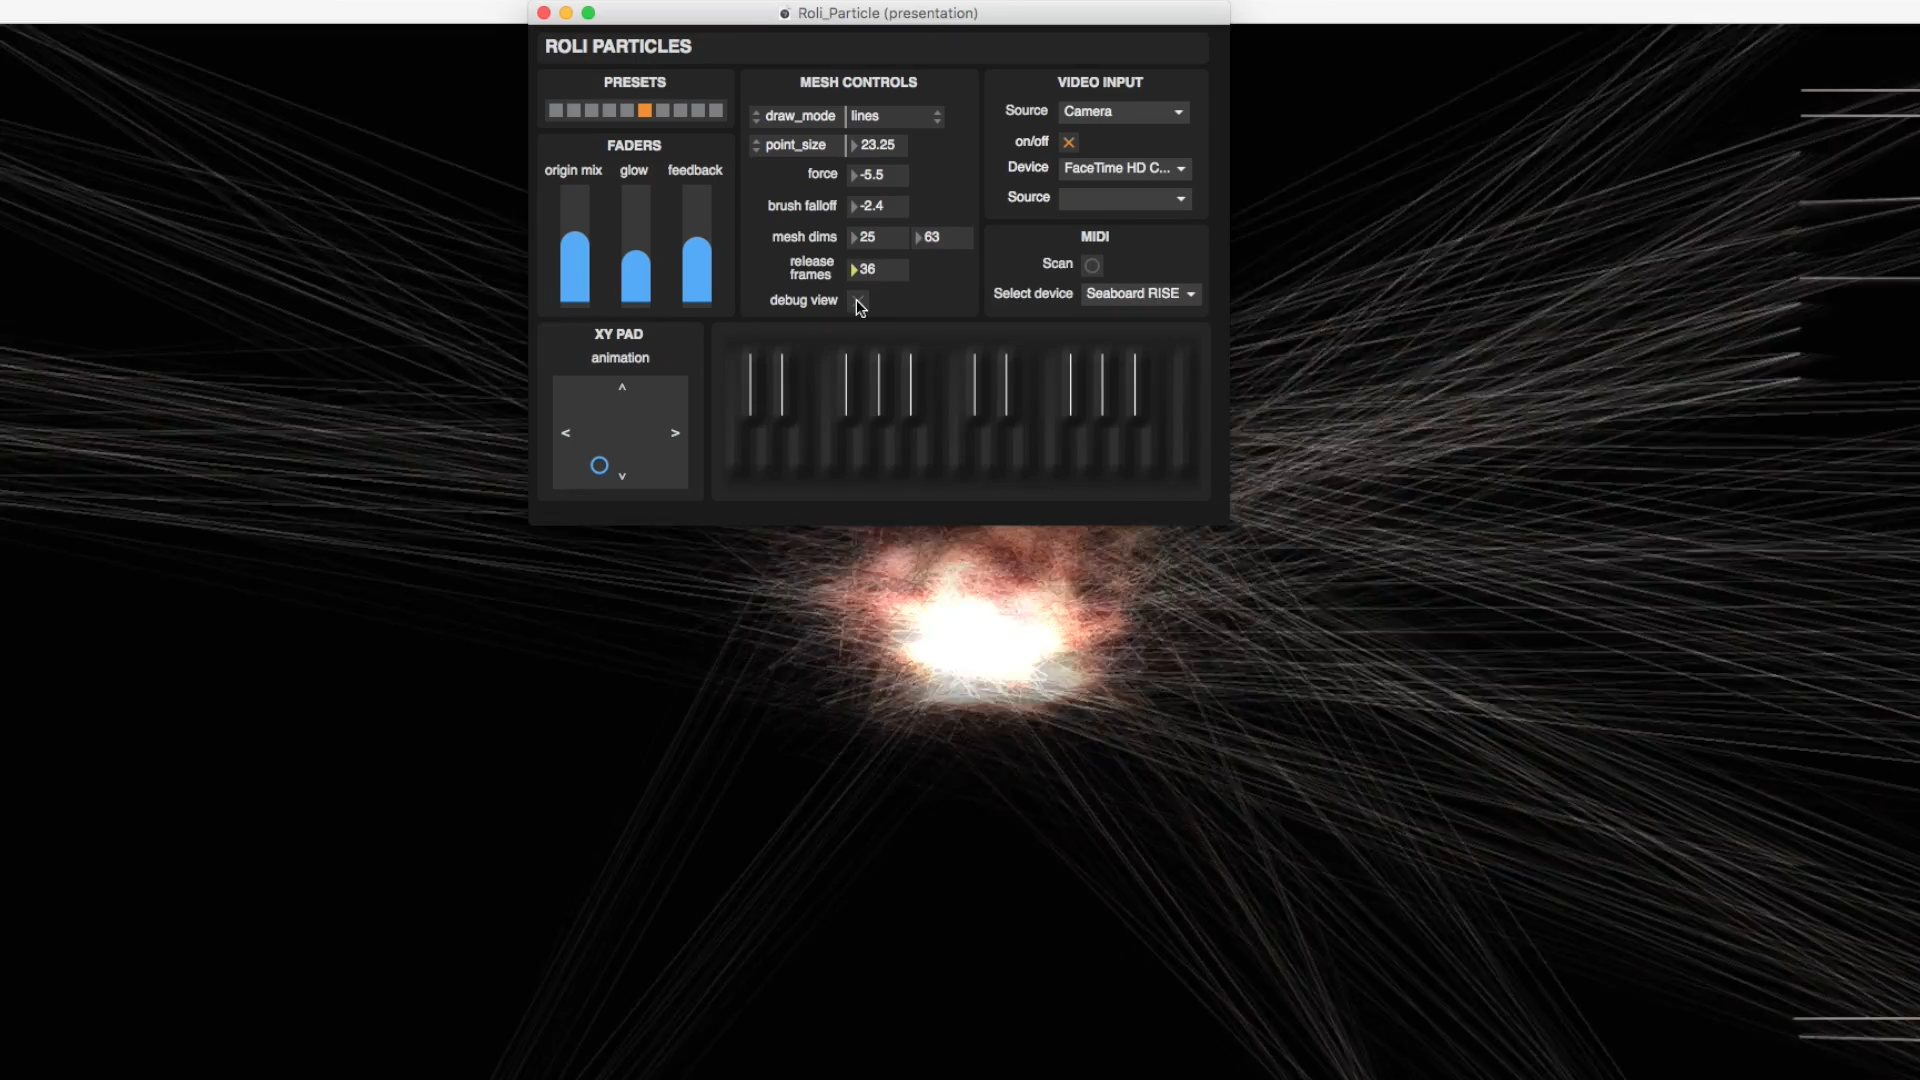 Roli_Particle (presentation)
ROLI PARTICLES
PRESETS
FADERS
origin mix glow feedback
MESH CONTROLS
draw_mode lines
point_size 23.25
force -5.5
brush falloff -2.4
mesh dims 25 63
release
frames 36
debug view
VIDEO INPUT
Source Camera
on/off
Device FaceTime HD C...
Source
MIDI
Scan
Select device Seaboard RISE
XY PAD
animation